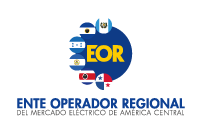 EOR
ENTE OPERADOR REGIONAL
DEL MERCADO ELÉCTRICO DE AMÉRICA CENTRAL